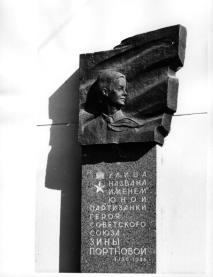 УЛИЦА
НАЗВАНА
ИМЕНЕМ
ЮНОЙ
ПАРТИЗАНКИ
ГЕРОЯ
СОВЕТСКОГО
СОЮЗА
ЗИНЫ
ПОРТНОВОЙ